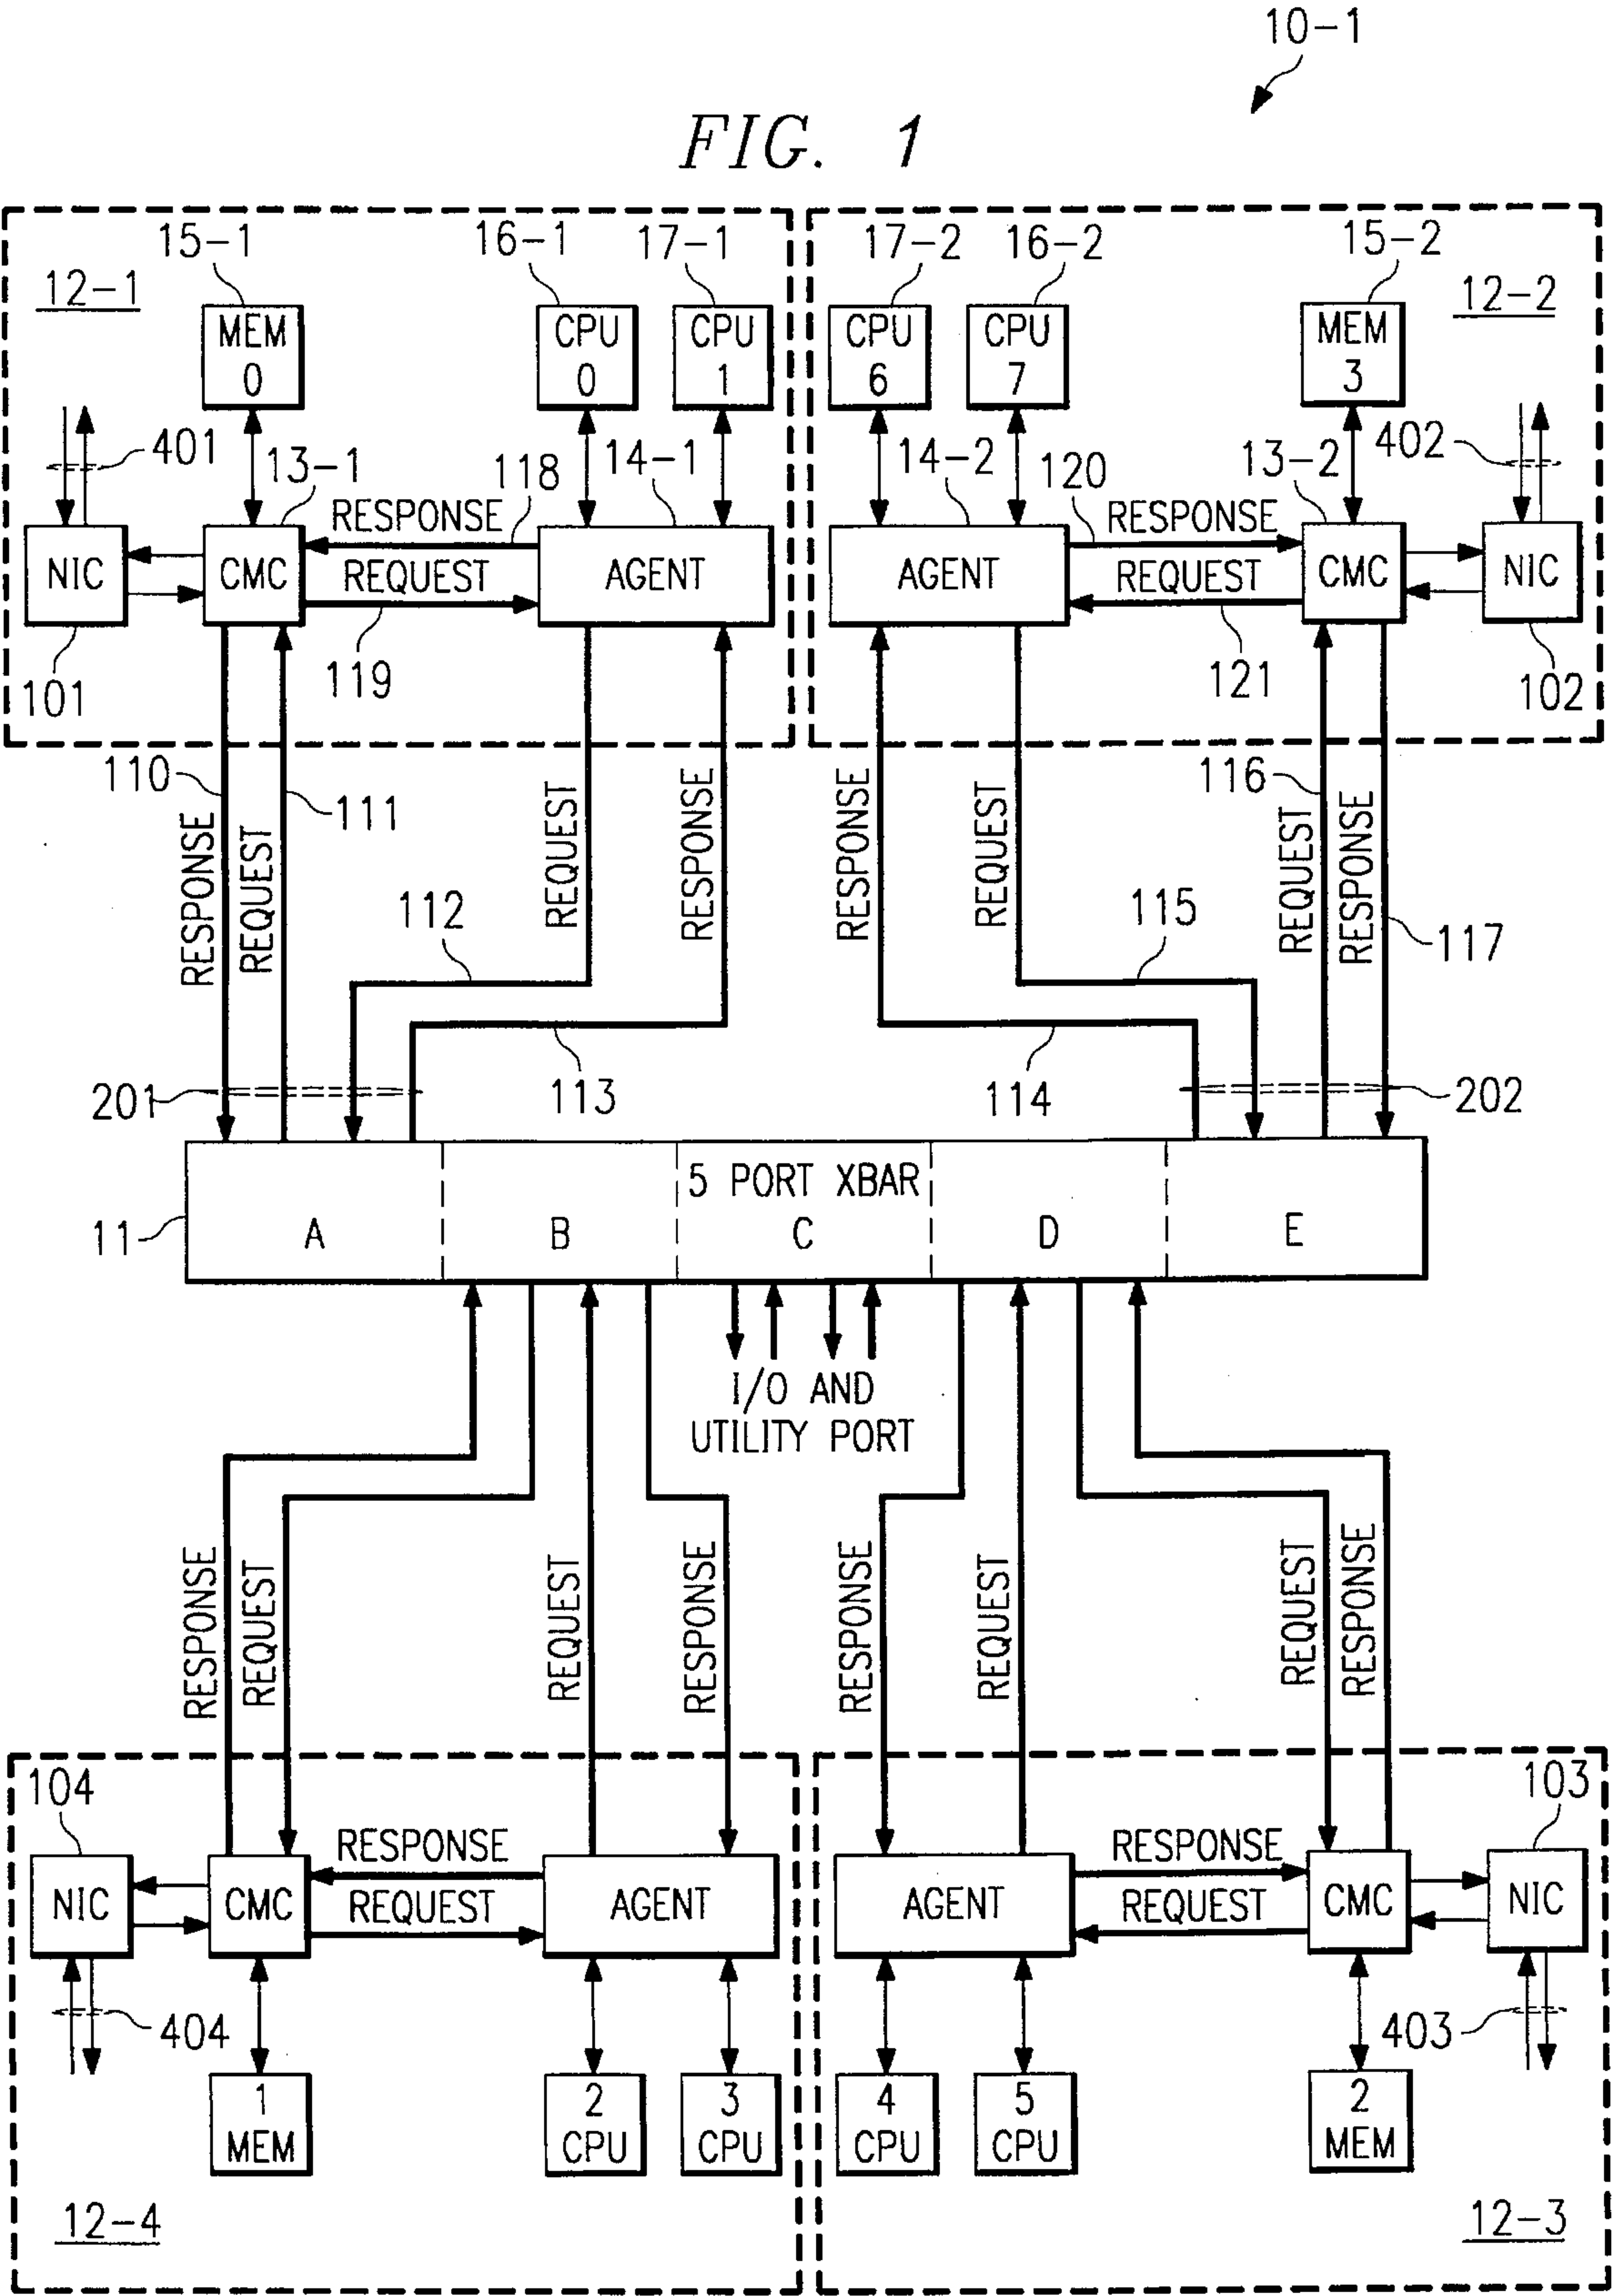 10-1
FIG. 1
15-1
16-1
17-1
17-2
16-2
15-2
12-1
12-2
MEM
0
CPU
0
CPU
1
CPU
6
CPU
7
MEM
3
401
13-1
118
14-1
14-2
120
13-2
402
RESPONSE
RESPONSE
NIC
CMC
REQUEST
AGENT
AGENT
REQUEST
CMC
NIC
101
119
121
102
110
111
116
RESPONSE
REQUEST
REQUEST
RESPONSE
RESPONSE
REQUEST
REQUEST
RESPONSE
112
115
117
201
113
114
202
5 PORT XBAR
11
A
B
C
D
E
I/O AND
UTILITY PORT
RESPONSE
REQUEST
REQUEST
RESPONSE
RESPONSE
REQUEST
REQUEST
RESPONSE
104
103
RESPONSE
RESPONSE
NIC
CMC
REQUEST
AGENT
AGENT
REQUEST
CMC
NIC
404
403
1
MEM
2
CPU
3
CPU
4
CPU
5
CPU
2
MEM
12-4
12-3